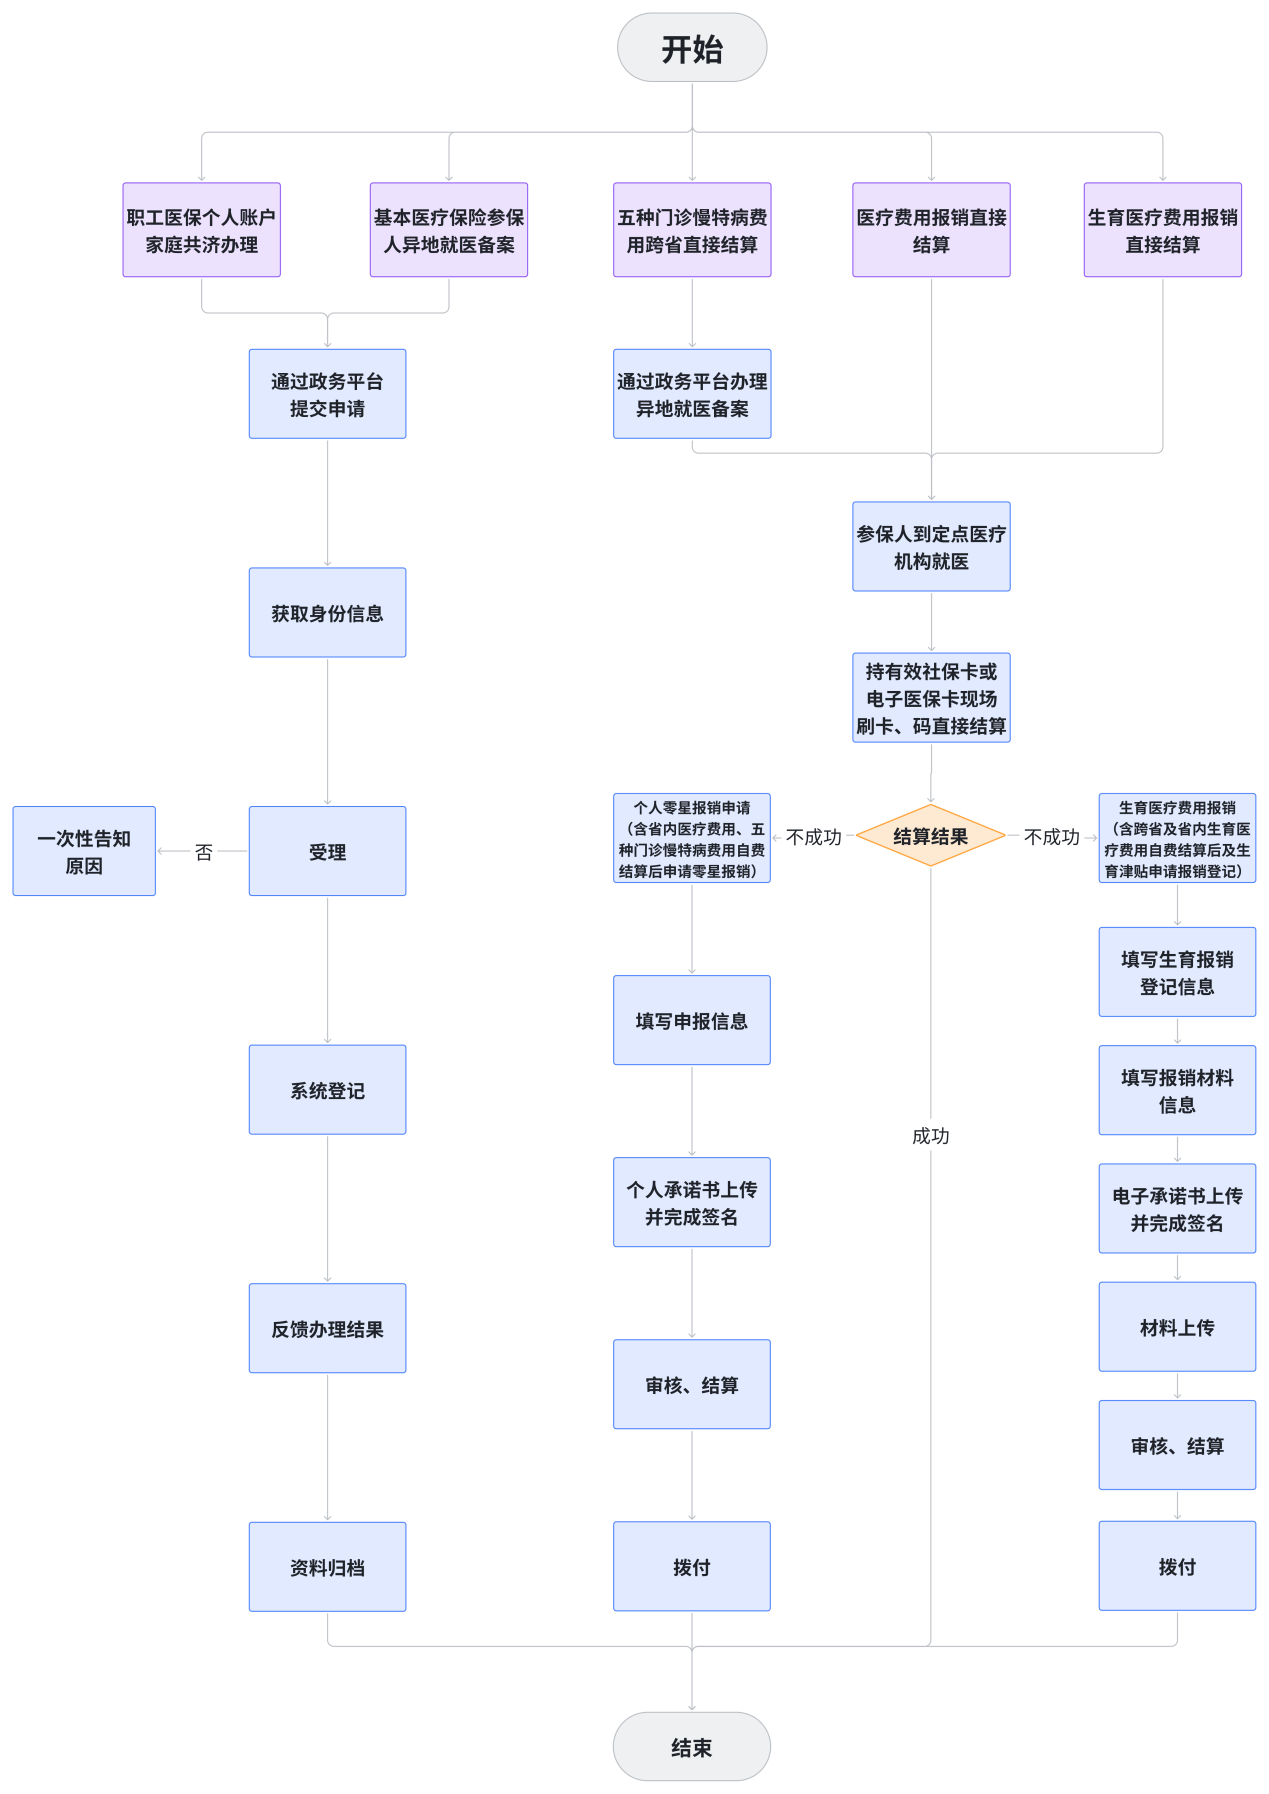 开始
职工医保个人账户
家庭共济办理
基本医疗保险参保
人异地就医备案
五种门诊慢特病费
用跨省直接结算
医疗费用报销直接
结算
生育医疗费用报销
直接结算
通过政务平台
提交申请
通过政务平台办理
异地就医备案
参保人到定点医疗
机构就医
获取身份信息
持有效社保卡或
电子医保卡现场
刷卡、码直接结算
一次性告知
原因
否
受理
个人零星报销申请
（含省内医疗费用、五
种门诊慢特病费用自费
结算后申请零星报销）
不成功
结算结果
不成功
生育医疗费用报销
（含跨省及省内生育医
疗费用自费结算后及生
育津贴申请报销登记）
填写生育报销
登记信息
填写申报信息
系统登记
填写报销材料
信息
成功
个人承诺书上传
并完成签名
电子承诺书上传
并完成签名
反馈办理结果
材料上传
审核、结算
审核、结算
资料归档
拨付
拨付
结束